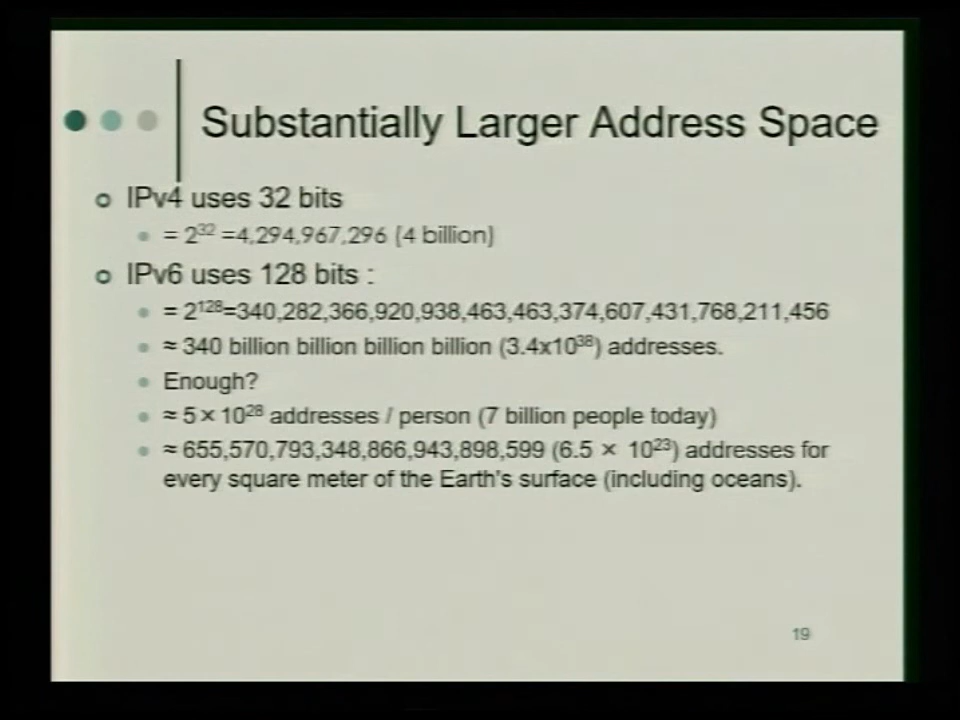 Substantially Larger Address Space
IPv4 uses 32 bits
= 2³² =4,294,967,296 (4 billion)
IPv6 uses 128 bits :
= 2¹²⁸=340,282,366,920,938,463,463,374,607,431,768,211,456
≈ 340 billion billion billion billion (3.4x10³⁸) addresses.
Enough?
≈ 5 × 10²⁸ addresses / person (7 billion people today)
≈ 655,570,793,348,866,943,898,599 (6.5 × 10²³) addresses for
every square meter of the Earth's surface (including oceans).
19